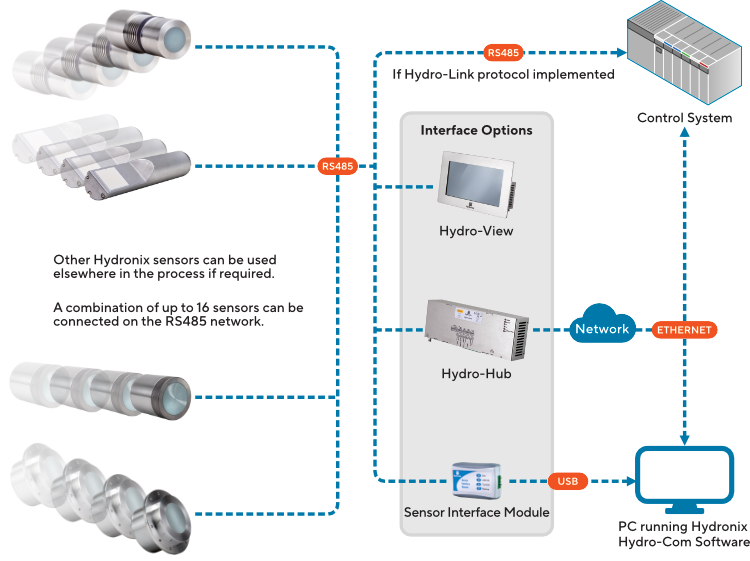 RS485
If Hydro-Link protocol implemented
Control System
Interface Options
RS485
Hydro-View
Other Hydronix sensors can be used
elsewhere in the process if required.
A combination of up to 16 sensors can be
connected on the RS485 network.
Network
ETHERNET
Hydro-Hub
USB
Sensor Interface Module
PC running Hydronix
Hydro-Com Software